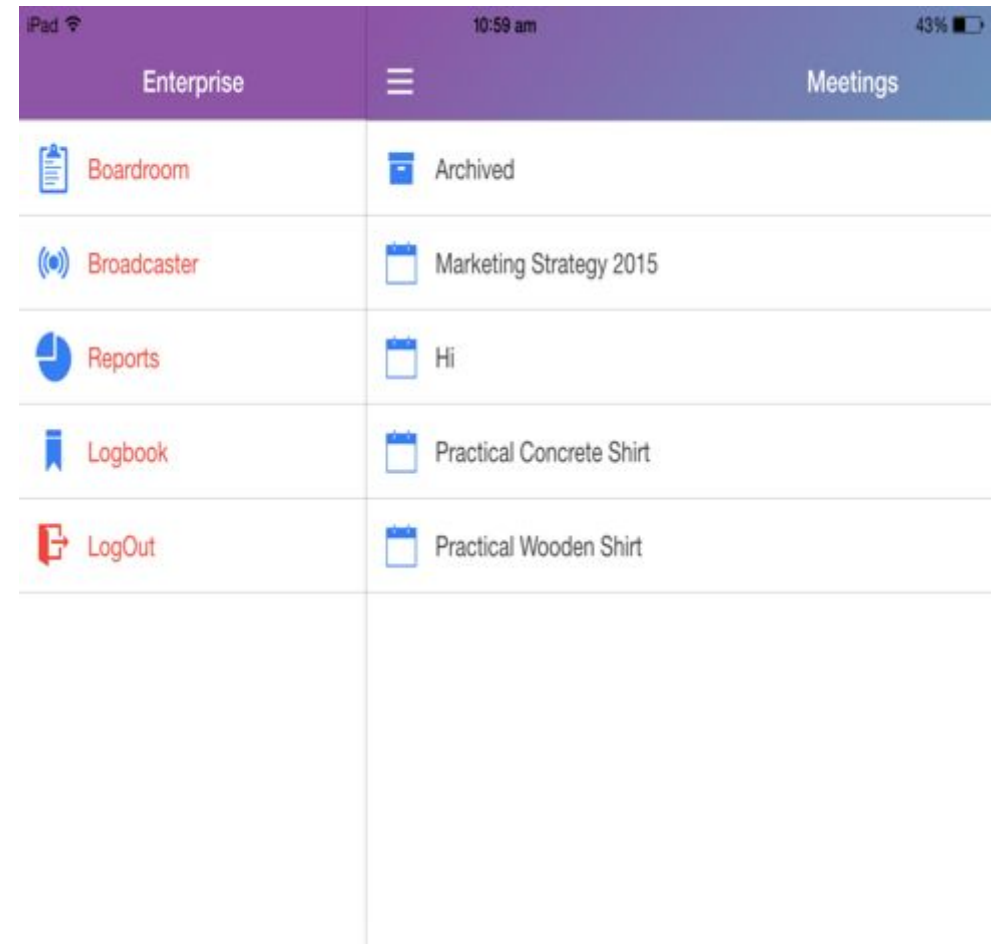 iPad 10:59 am 43%
Enterprise
Meetings
Boardroom
Broadcaster
Reports
Logbook
LogOut
Archived
Marketing Strategy 2015
Hi
Practical Concrete Shirt
Practical Wooden Shirt